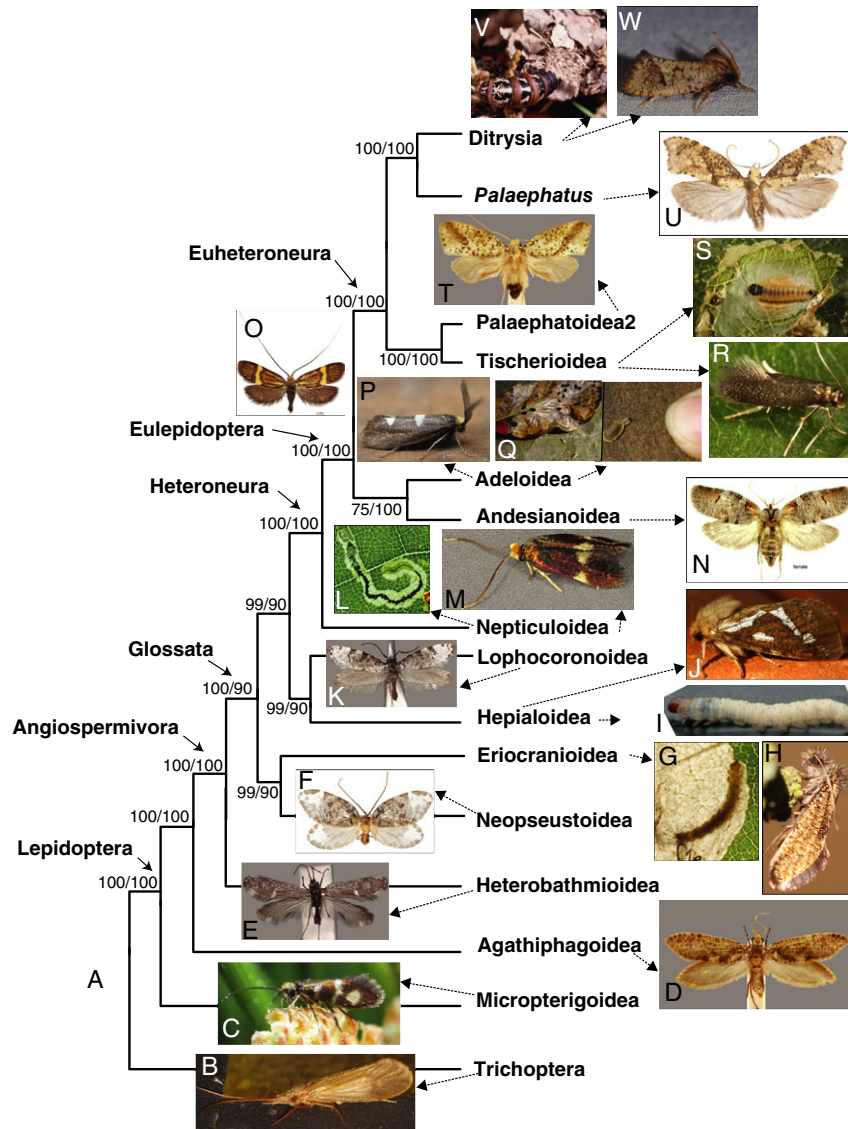 V W
100/100 Ditrysia
Palaephatus
U
Euheteroneura
T
S
100/100
O
Palaephatoidea2
100/100 Tischerioidea
R
P
Q
Eulepidoptera
100/100
Adeloidea
Heteroneura
75/100 Andesianoidea
100/100
N
female
L M
Nepticuloidea
99/90
Glossata
Lophocoronoidea
J
K
100/90
99/90
Hepialoidea
I
Angiospermivora
Eriocranioidea
G H
100/100
99/90
F
Neopseustoidea
100/100
Lepidoptera
100/100
Heterobathmioidea
E
Agathiphagoidea
A
D
Micropterigoidea
C
B
Trichoptera